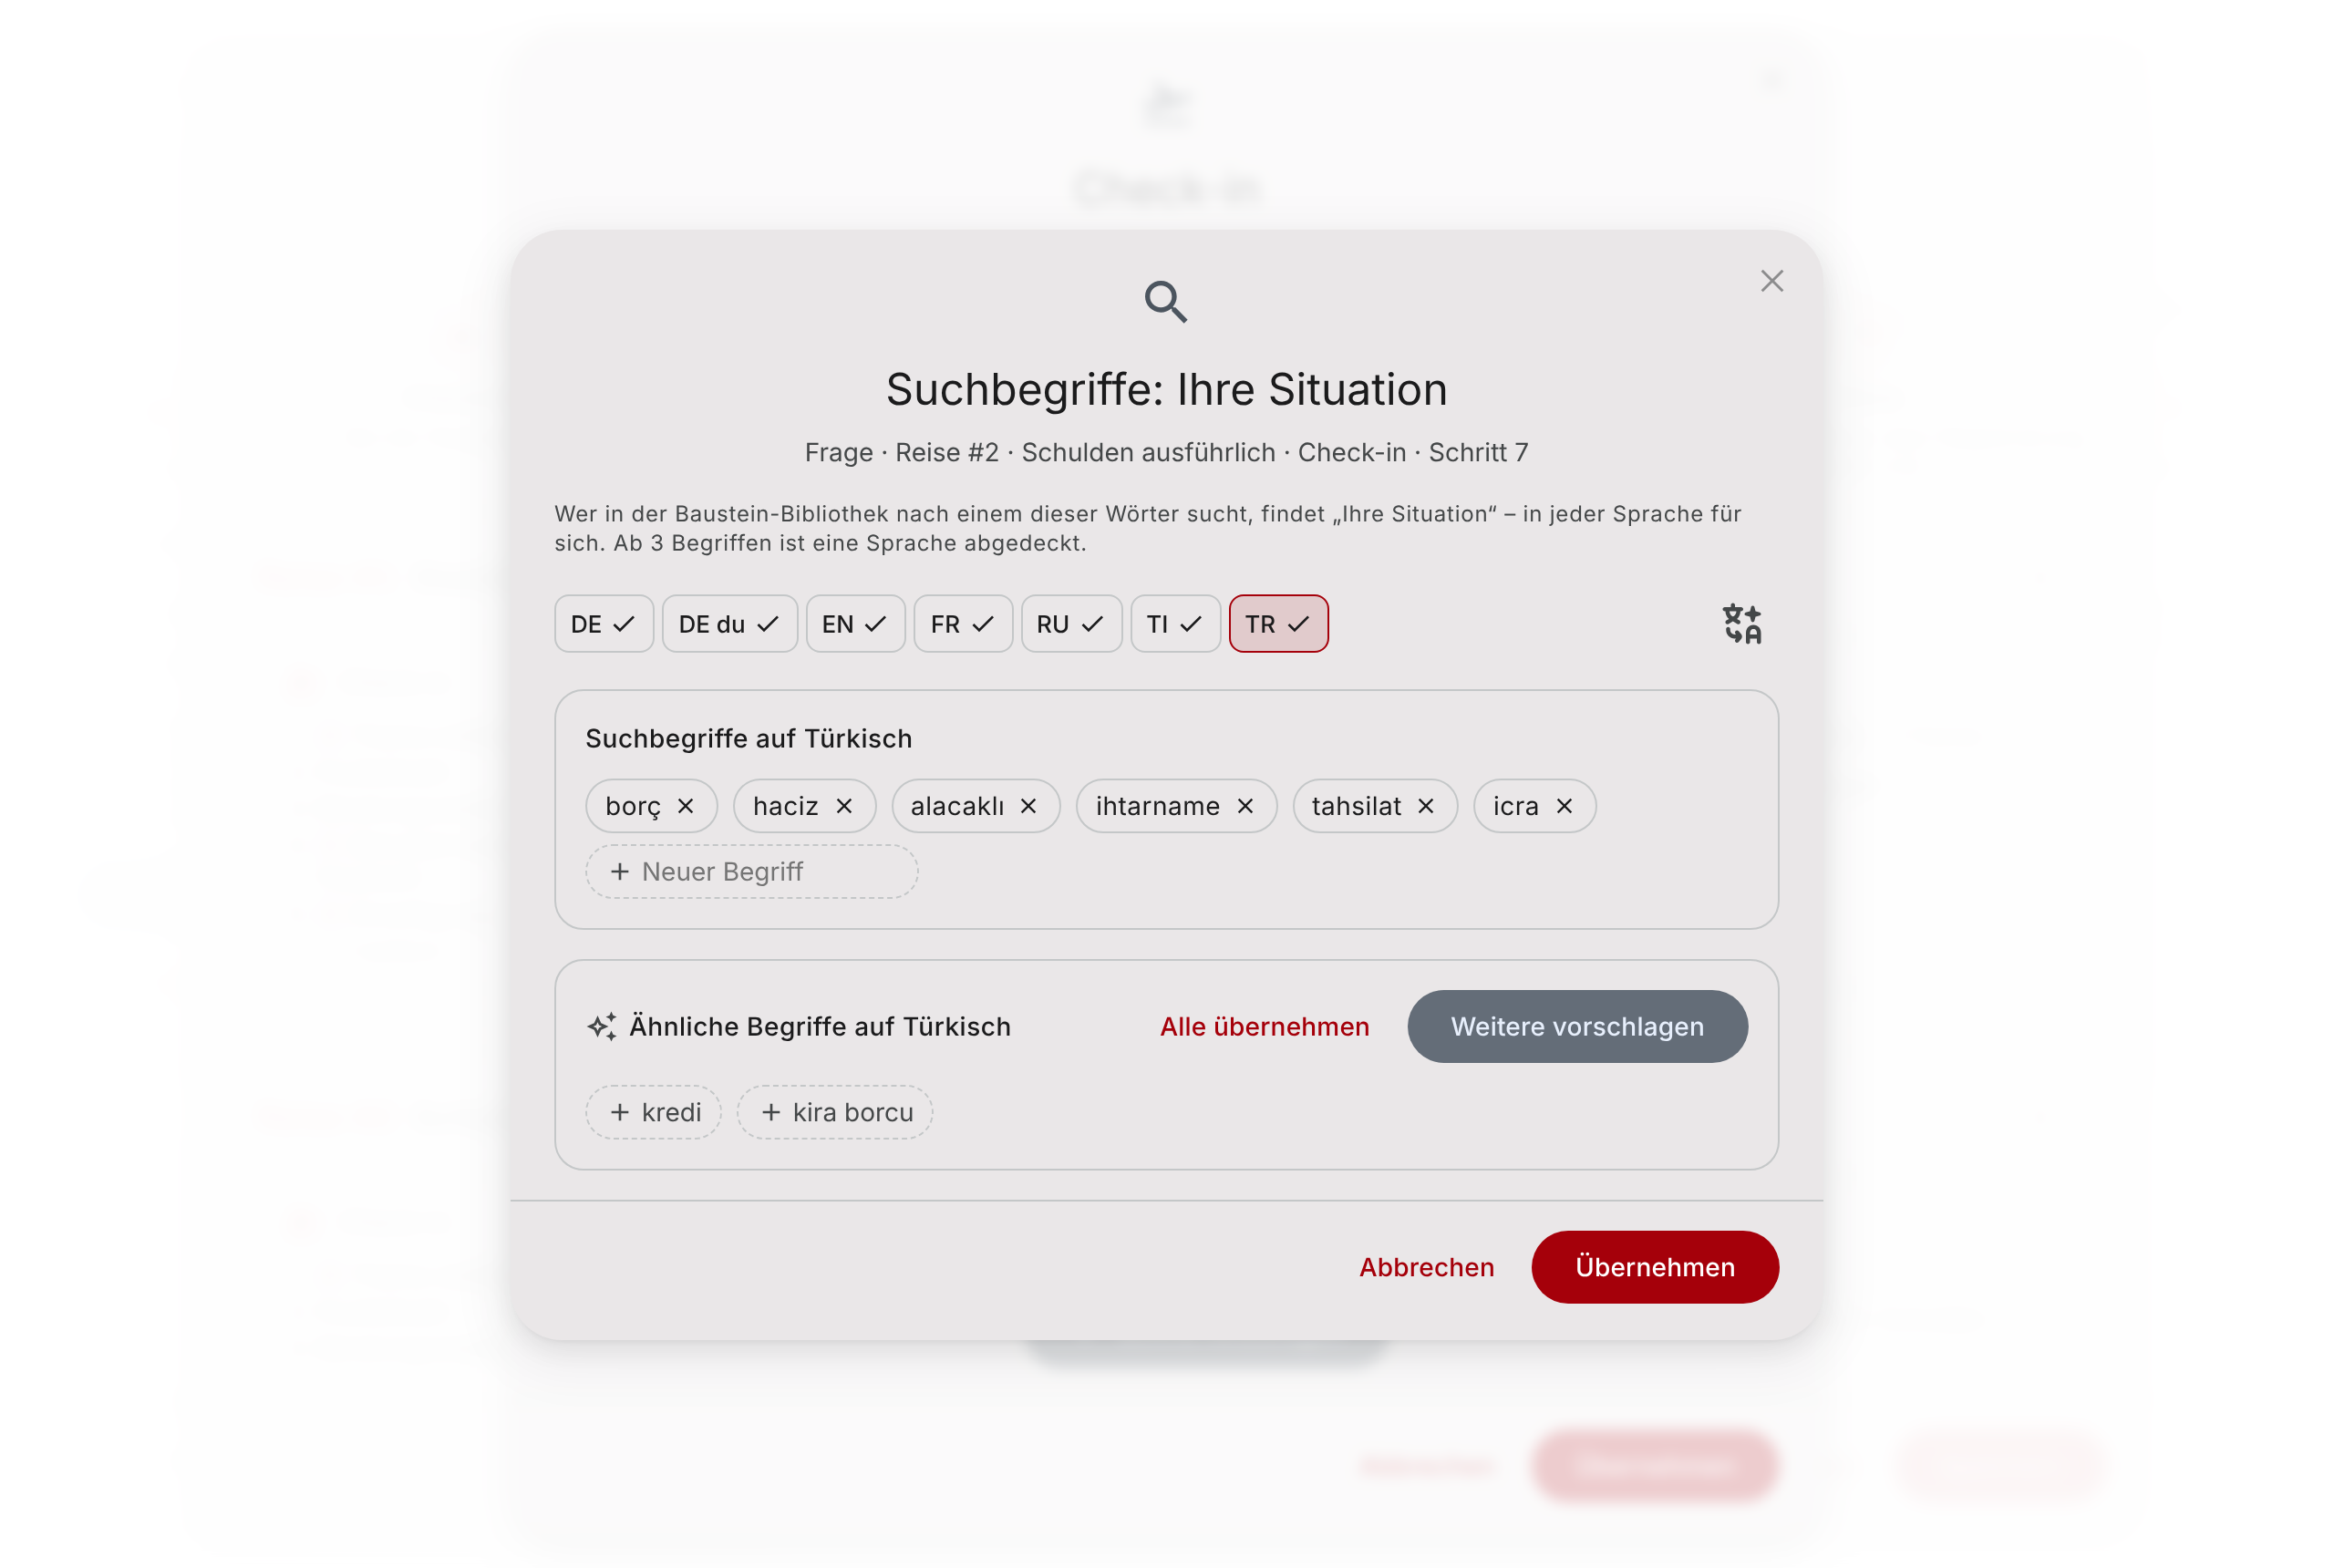 Check-in
Suchbegriffe: Ihre Situation
Frage · Reise #2 · Schulden ausführlich · Check-in · Schritt 7
Wer in der Baustein-Bibliothek nach einem dieser Wörter sucht, findet „Ihre Situation“ – in jeder Sprache für
sich. Ab 3 Begriffen ist eine Sprache abgedeckt.
DE DE du EN FR RU TI TR
Suchbegriffe auf Türkisch
borç haciz alacaklı ihtarname tahsilat icra
+ Neuer Begriff
Ähnliche Begriffe auf Türkisch Alle übernehmen Weitere vorschlagen
+ kredi + kira borcu
Abbrechen Übernehmen